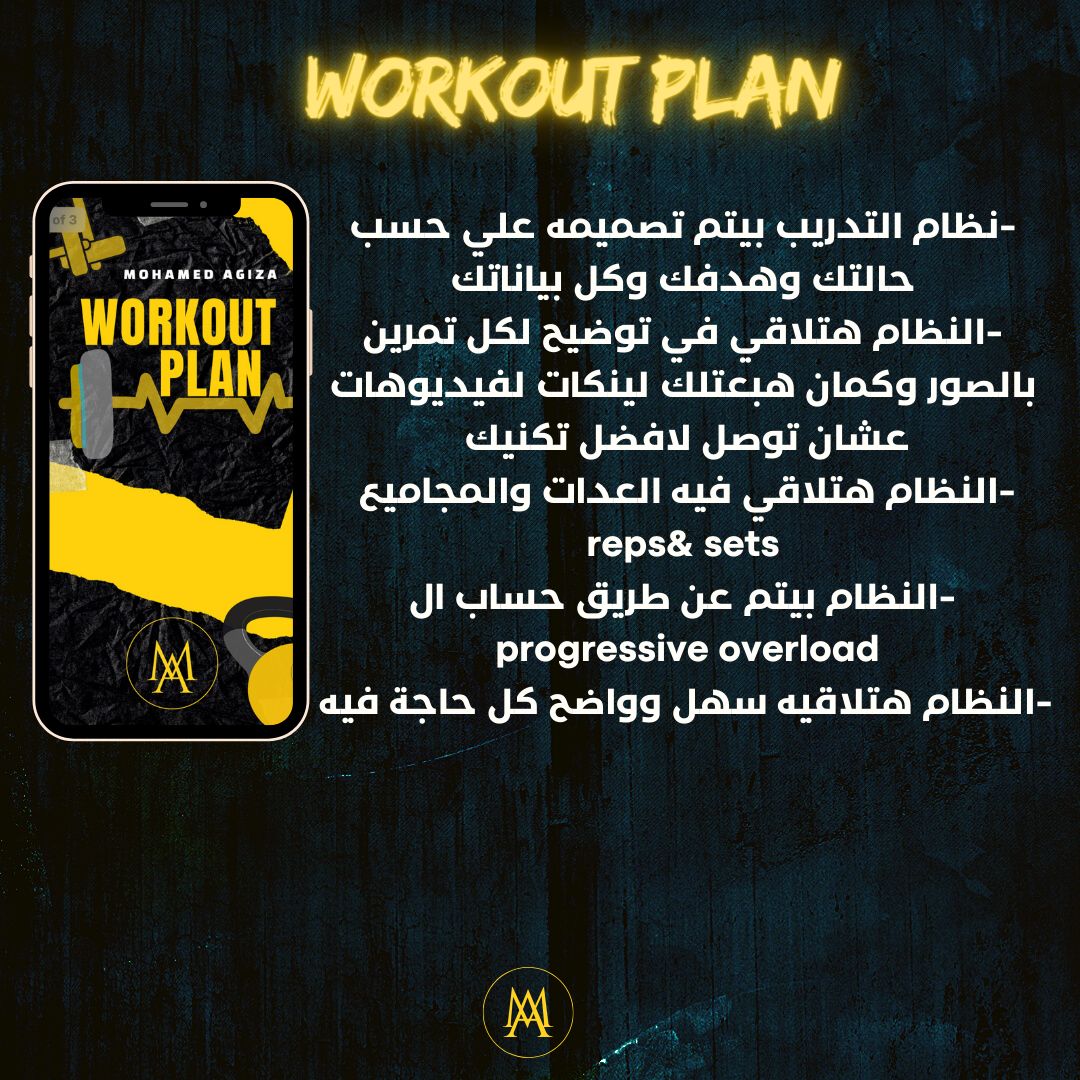 WORKOUT PLAN
of 3
MOHAMED AGIZA
WORKOUT
PLAN
-نظام التدريب بيتم تصميمه علي حسب
حالتك وهدفك وكل بياناتك
-النظام هتلاقي في توضيح لكل تمرين
بالصور وكمان هبعتلك لينكات لفيديوهات
عشان توصل لافضل تكنيك
-النظام هتلاقي فيه العدات والمجاميع
reps& sets
-النظام بيتم عن طريق حساب ال
progressive overload
-النظام هتلاقيه سهل وواضح كل حاجة فيه
MA
MA